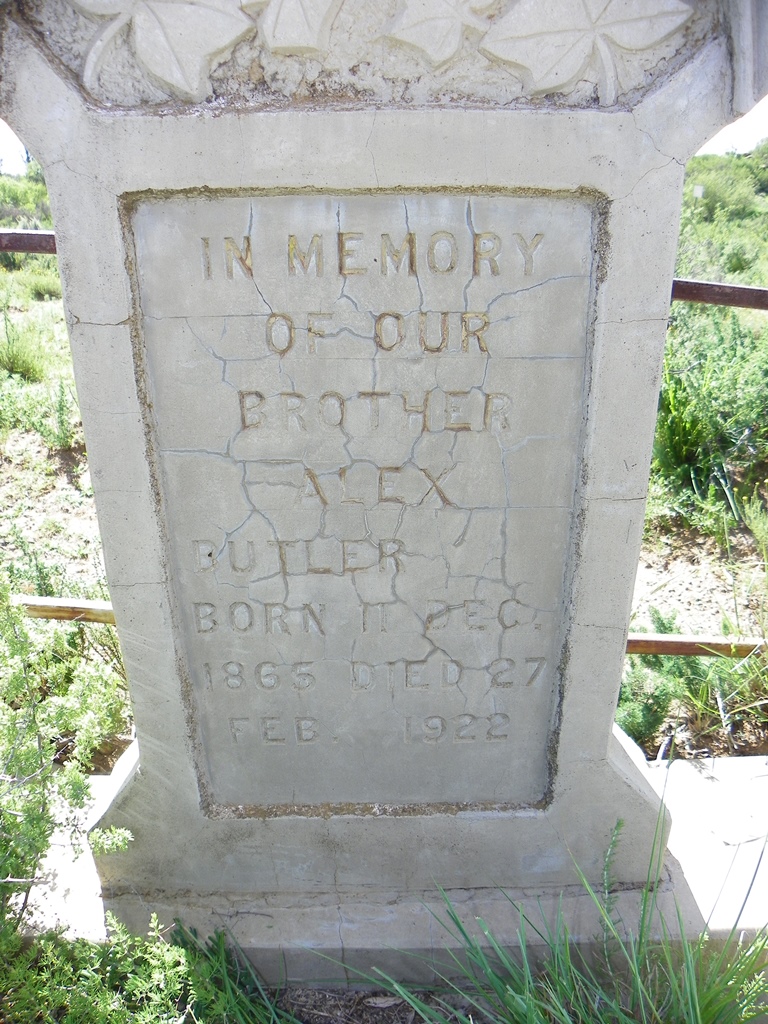 IN MEMORY
OF OUR
BROTHER
ALEX
BUTLER
BORN 11 DEC.
1865 DIED 27
FEB. 1922